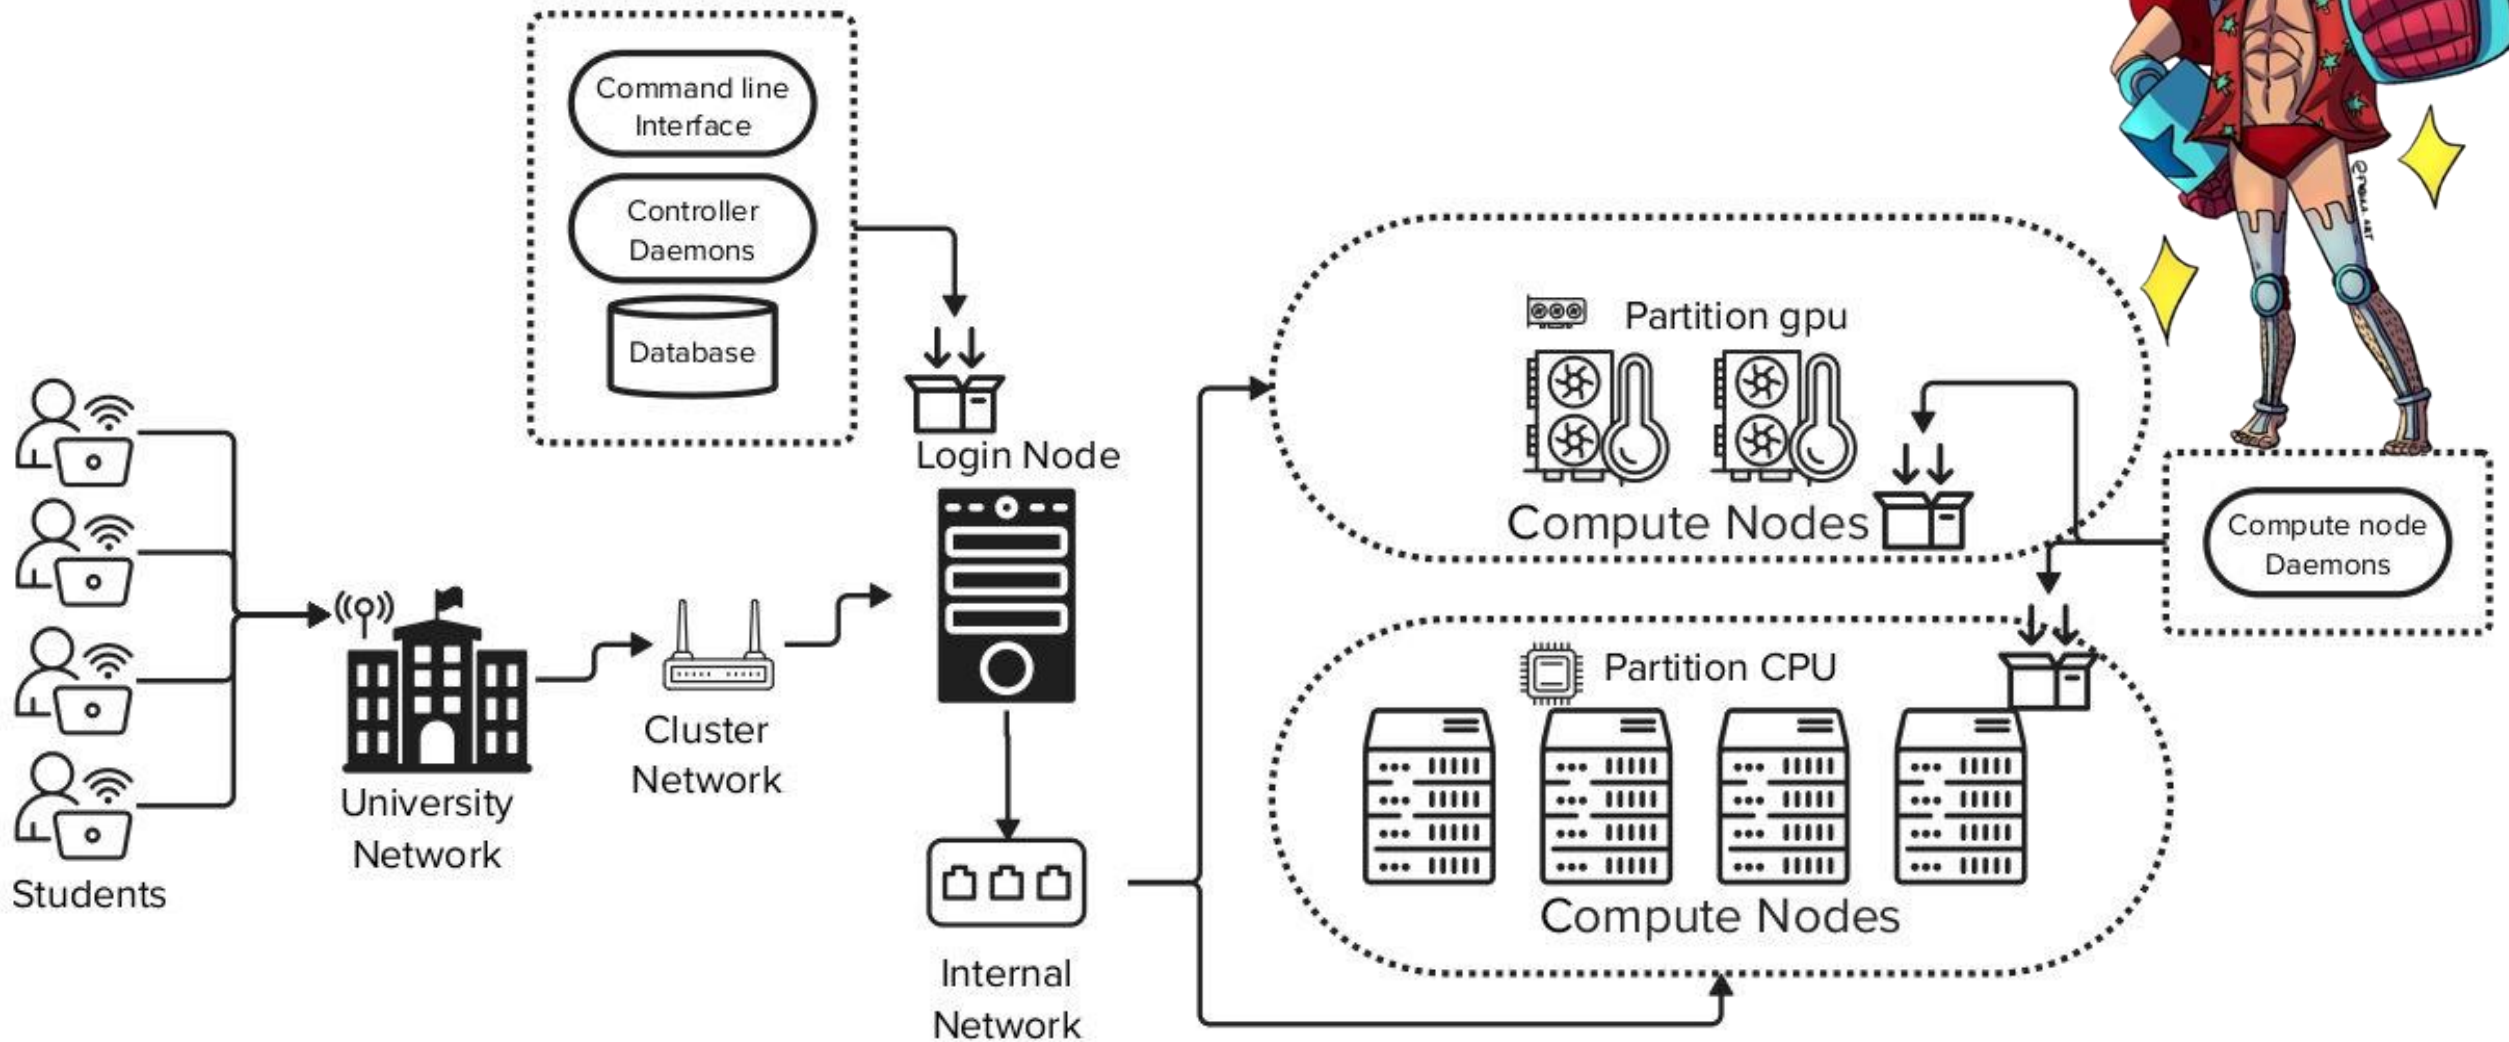 Command line
Interface
Controller
Daemons
Database
Login Node
Partition gpu
Compute Nodes
Compute node
Daemons
Partition CPU
Compute Nodes
Cluster
Network
University
Network
Students
Internal
Network